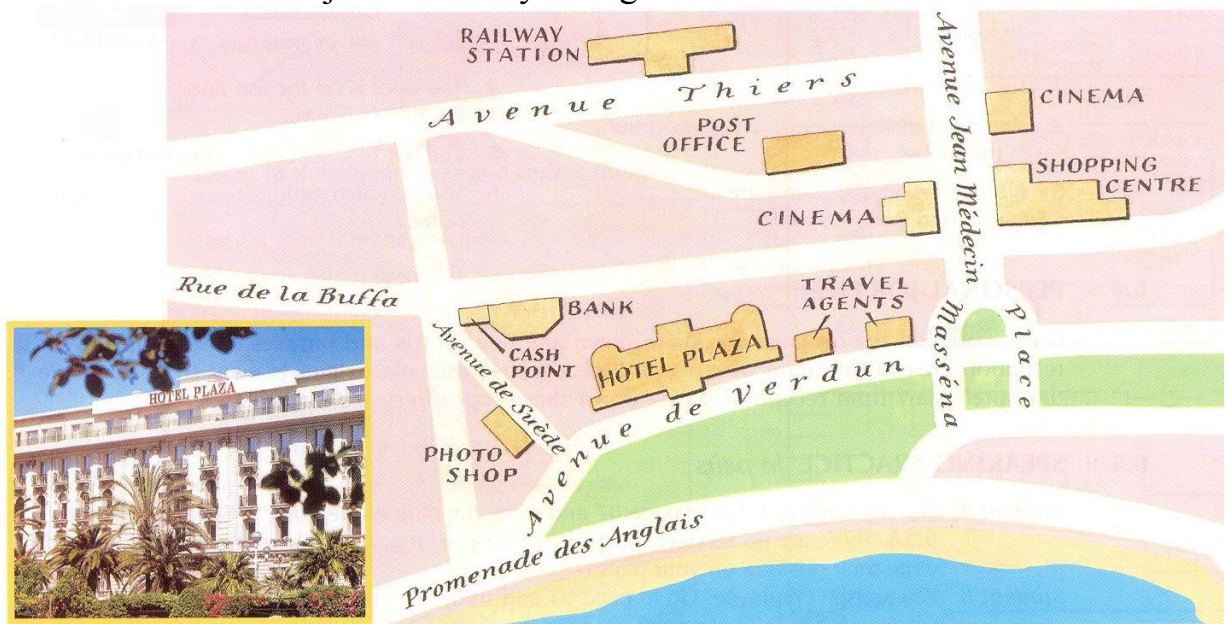 RAILWAY
STATION
Avenue Thiers
Avenue Jean Médecin
CINEMA
POST
OFFICE
SHOPPING
CENTRE
CINEMA
Rue de la Buffa
BANK
CASH
POINT
TRAVEL
AGENTS
Place
Masséna
HOTEL PLAZA
Avenue de Suède
HOTEL PLAZA
Avenue de Verdun
PHOTO
SHOP
Promenade des Anglais